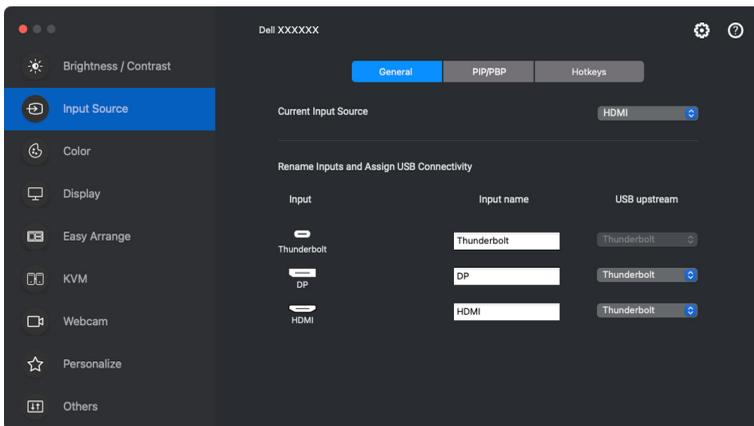 Dell XXXXXX
Brightness / Contrast
Input Source
Color
Display
Easy Arrange
KVM
Webcam
Personalize
Others
General PIP/PBP Hotkeys
Current Input Source HDMI
Rename Inputs and Assign USB Connectivity
Input Input name USB upstream
Thunderbolt Thunderbolt Thunderbolt
DP DP Thunderbolt
HDMI HDMI Thunderbolt